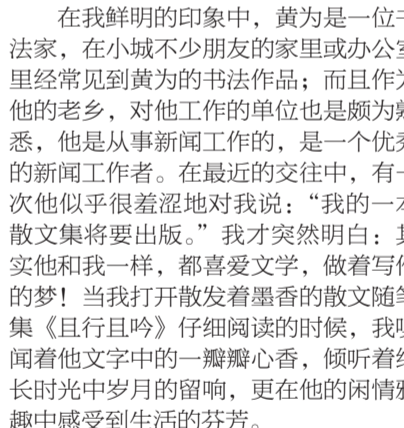 在我鲜明的印象中，黄为是一位
法家，在小城不少朋友的家里或办公
里经常见到黄为的书法作品；而且作
他的老乡，对他工作的单位也是颇为
悉，他是从事新闻工作的，是一个优
的新闻工作者。在最近的交往中，有
次他似乎很羞涩地对我说：“我的一
散文集将要出版。”我才突然明白：
实他和我一样，都喜爱文学，做着写
的梦！当我打开散发着墨香的散文随
集《且行且吟》仔细阅读的时候，我
闻着他文字中的一瓣瓣心香，倾听着
长时光中岁月的留响，更在他的闲情
趣中感受到生活的芬芳。